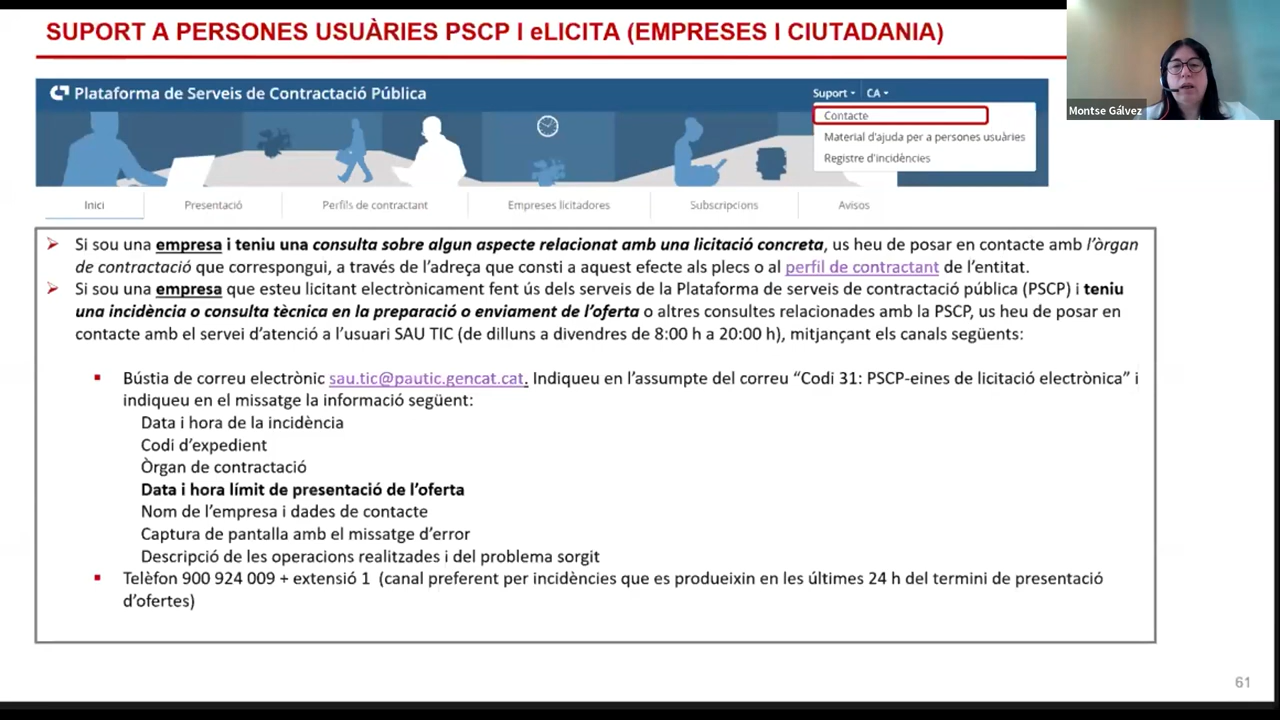 SUPORT A PERSONES USUÀRIES PSCP I eLICITA (EMPRESES I CIUTADANIA)
Montse Gálvez
Plataforma de Serveis de Contractació Pública
Suport CA
Contacte
Material d'ajuda per a persones usuàries
Registre d'incidències
Inici Presentació Perfils de contractant Empreses licitadores Subscripcions Avisos
Si sou una empresa i teniu una consulta sobre algun aspecte relacionat amb una licitació concreta, us heu de posar en contacte amb l’òrgan
de contractació que correspongui, a través de l’adreça que consti a aquest efecte als plecs o al perfil de contractant de l’entitat.
Si sou una empresa que esteu licitant electrònicament fent ús dels serveis de la Plataforma de serveis de contractació pública (PSCP) i teniu
una incidència o consulta tècnica en la preparació o enviament de l’oferta o altres consultes relacionades amb la PSCP, us heu de posar en
contacte amb el servei d’atenció a l’usuari SAU TIC (de dilluns a divendres de 8:00 h a 20:00 h), mitjançant els canals següents:
Bústia de correu electrònic sau.tic@pautic.gencat.cat. Indiqueu en l’assumpte del correu “Codi 31: PSCP-eines de licitació electrònica” i
indiqueu en el missatge la informació següent:
Data i hora de la incidència
Codi d’expedient
Òrgan de contractació
Data i hora límit de presentació de l’oferta
Nom de l’empresa i dades de contacte
Captura de pantalla amb el missatge d’error
Descripció de les operacions realitzades i del problema sorgit
Telèfon 900 924 009 + extensió 1 (canal preferent per incidències que es produeixin en les últimes 24 h del termini de presentació
d’ofertes)
61